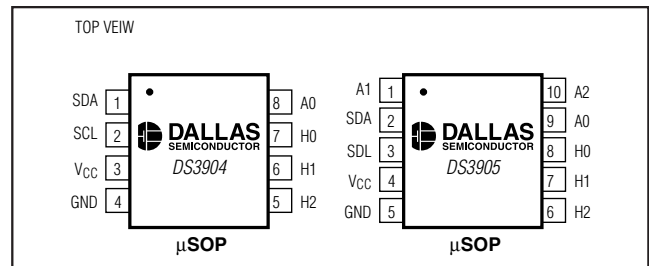 TOP VEIW
SDA 1
SCL 2
VCC 3
GND 4
8 A0
7 H0
6 H1
5 H2
DALLAS
SEMICONDUCTOR
DS3904
µSOP
A1 1
SDA 2
SDL 3
VCC 4
GND 5
10 A2
9 A0
8 H0
7 H1
6 H2
DALLAS
SEMICONDUCTOR
DS3905
µSOP